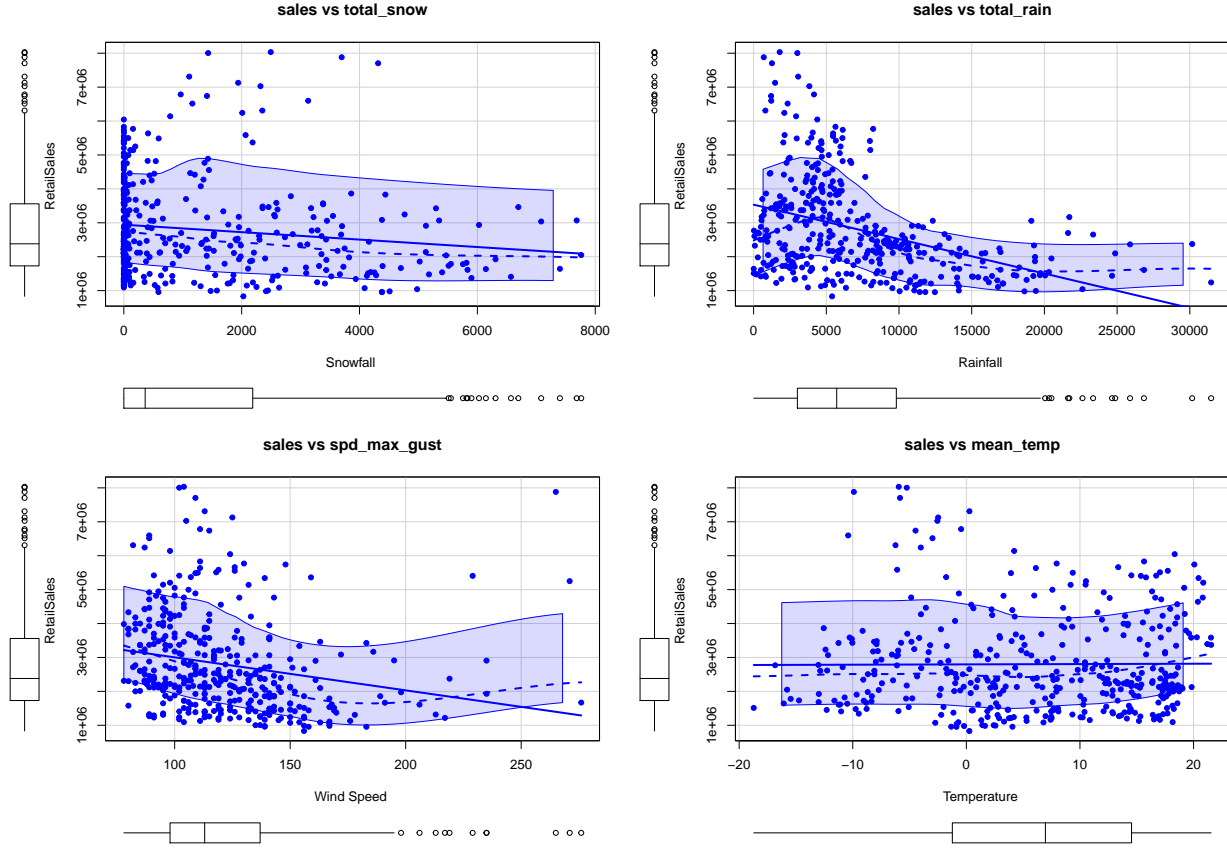 sales vs total_snow
RetailSales
1e+06 3e+06 5e+06 7e+06
0 2000 4000 6000 8000
Snowfall
sales vs total_rain
RetailSales
1e+06 3e+06 5e+06 7e+06
0 5000 10000 15000 20000 25000 30000
Rainfall
sales vs spd_max_gust
RetailSales
1e+06 3e+06 5e+06 7e+06
100 150 200 250
Wind Speed
sales vs mean_temp
RetailSales
1e+06 3e+06 5e+06 7e+06
−20 −10 0 10 20
Temperature